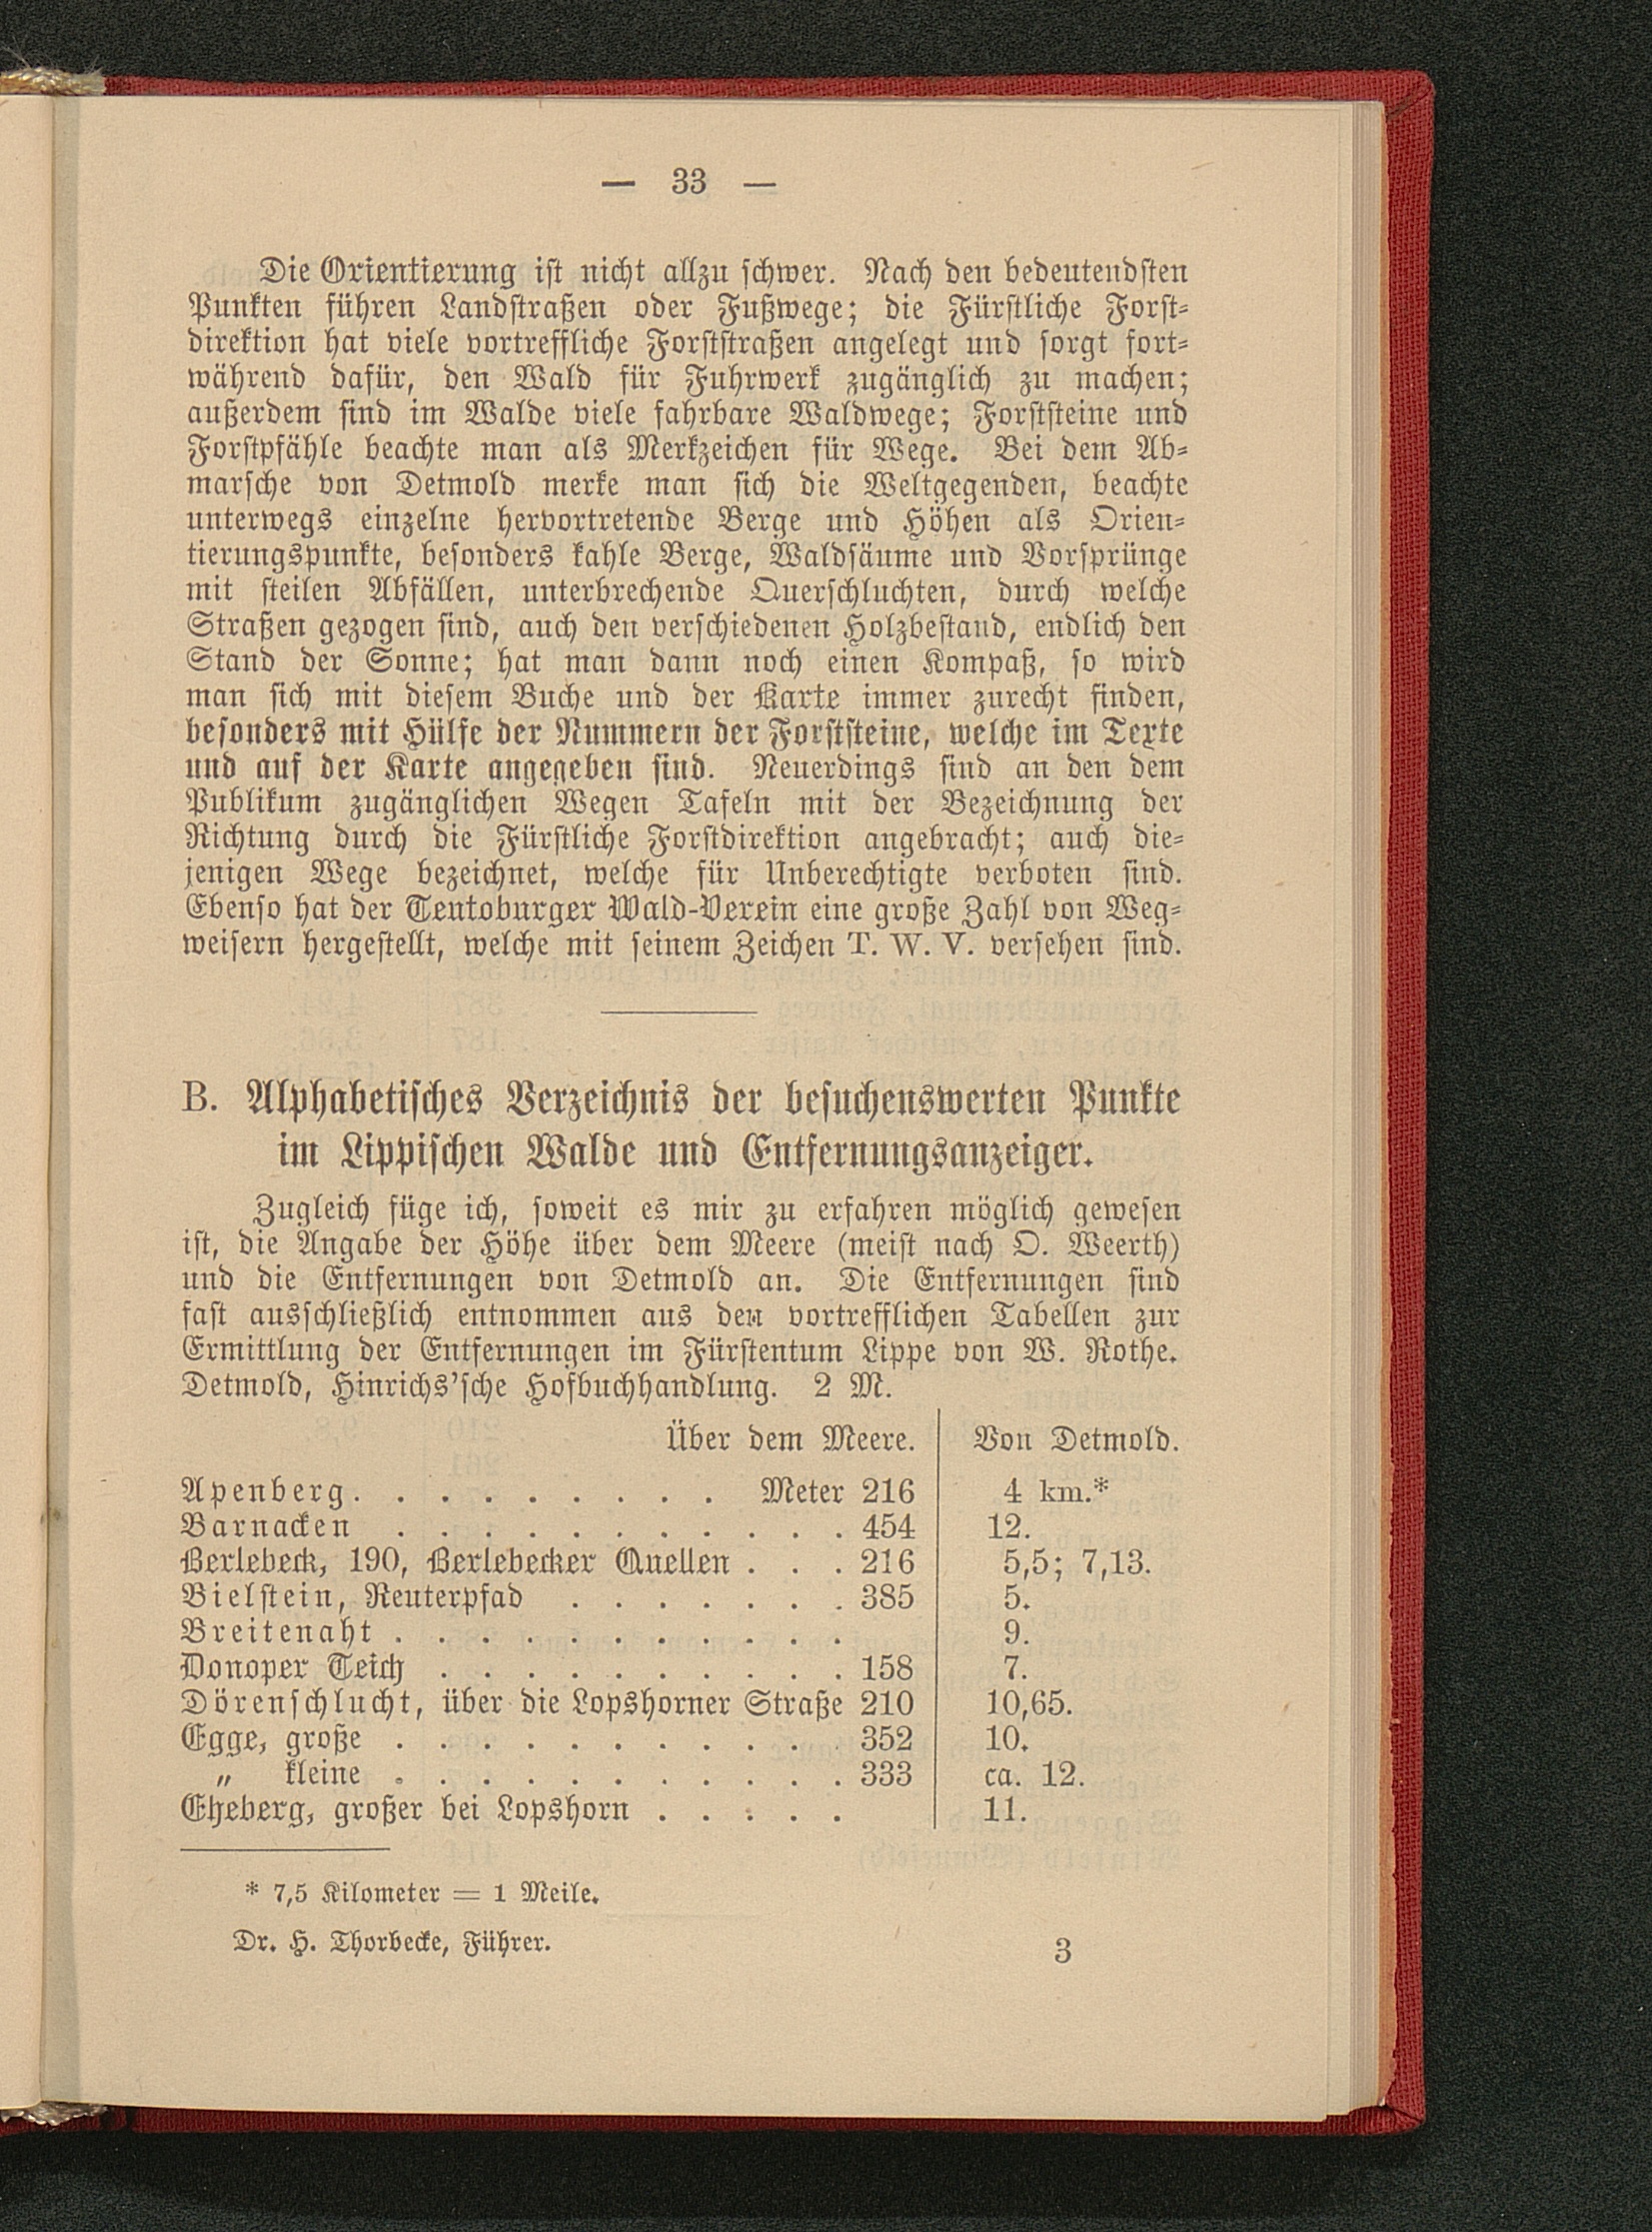 — 33 —
Die Orientierung ist nicht allzu schwer. Nach den bedeutendsten
Punkten führen Landstraßen oder Fußwege; die Fürstliche Forst-
direktion hat viele vortreffliche Forststraßen angelegt und sorgt fort-
während dafür, den Wald für Fuhrwerk zugänglich zu machen;
außerdem sind im Walde viele fahrbare Waldwege; Forststeine und
Forstpfähle beachte man als Merkzeichen für Wege. Bei dem Ab-
marsche von Detmold merke man sich die Weltgegenden, beachte
unterwegs einzelne hervortretende Berge und Höhen als Orien-
tierungspunkte, besonders kahle Berge, Waldsäume und Vorsprünge
mit steilen Abfällen, unterbrechende Querschluchten, durch welche
Straßen gezogen sind, auch den verschiedenen Holzbestand, endlich den
Stand der Sonne; hat man dann noch einen Kompaß, so wird
man sich mit diesem Buche und der Karte immer zurecht finden,
besonders mit Hülfe der Nummern der Forststeine, welche im Texte
und auf der Karte angegeben sind. Neuerdings sind an den dem
Publikum zugänglichen Wegen Tafeln mit der Bezeichnung der
Richtung durch die Fürstliche Forstdirektion angebracht; auch die-
jenigen Wege bezeichnet, welche für Unberechtigte verboten sind.
Ebenso hat der Teutoburger Wald-Verein eine große Zahl von Weg-
weisern hergestellt, welche mit seinem Zeichen T. W. V. versehen sind.
B. Alphabetisches Verzeichnis der besuchenswerten Punkte
im Lippischen Walde und Entfernungsanzeiger.
Zugleich füge ich, soweit es mir zu erfahren möglich gewesen
ist, die Angabe der Höhe über dem Meere (meist nach O. Weerth)
und die Entfernungen von Detmold an. Die Entfernungen sind
fast ausschließlich entnommen aus den vortrefflichen Tabellen zur
Ermittlung der Entfernungen im Fürstentum Lippe von W. Rothe.
Detmold, Hinrichs'sche Hofbuchhandlung. 2 M.
Über dem Meere. Von Detmold.
Apenberg. . . . . . . . . . Meter 216 4 km.*
Barnacken . . . . . . . . . . . 454 12.
Berlebeck, 190, Berlebecker Quellen . . . 216 5,5; 7,13.
Bielstein, Reuterpfad . . . . . . . 385 5.
Breitenaht . . . . . . . . . . . 9.
Donoper Teich . . . . . . . . . . 158 7.
Dörenschlucht, über die Lopshorner Straße 210 10,65.
Egge, große . . . . . . . . . . . 352 10.
„ kleine . . . . . . . . . . . 333 ca. 12.
Eheberg, großer bei Lopshorn . . . . . 11.
* 7,5 Kilometer = 1 Meile.
Dr. H. Thorbecke, Führer. 3